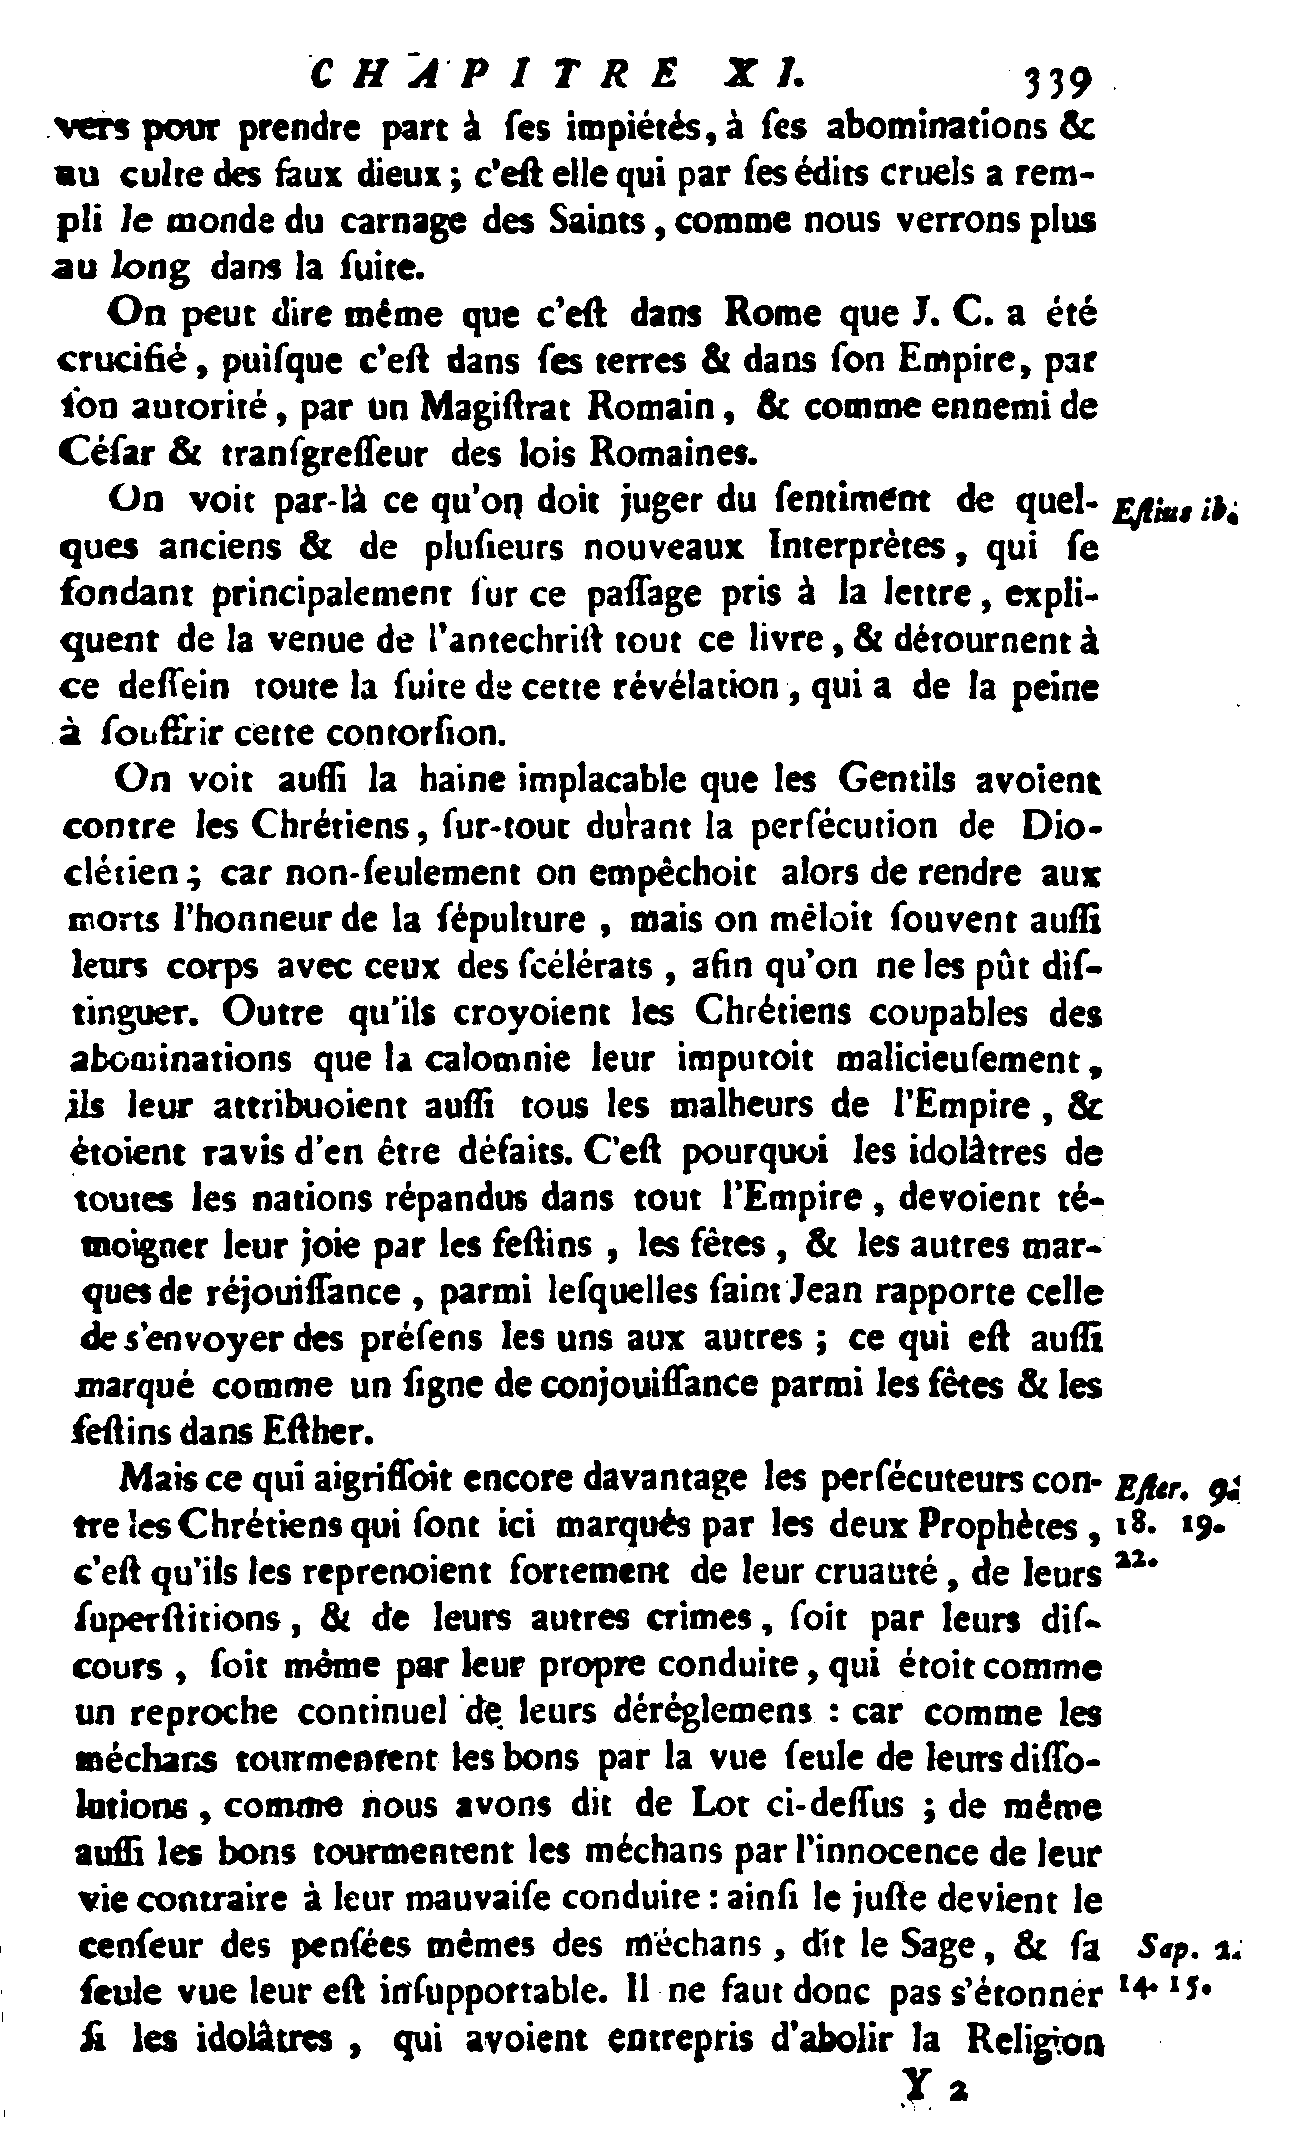 CHAPITRE XI. 339
vers pour prendre part à ſes impiétés, à ſes abominations &
au culte des faux dieux ; c'eſt elle qui par ſes édits cruels a rem-
pli le monde du carnage des Saints, comme nous verrons plus
au long dans la ſuite.
On peut dire même que c'eſt dans Rome que J. C. a été
crucifié, puiſque c'eſt dans ſes terres & dans ſon Empire, par
ſon autorité, par un Magiſtrat Romain, & comme ennemi de
Céſar & tranſgreſſeur des lois Romaines.
On voit par-là ce qu'on doit juger du ſentiment de quel- Eſtius ib.
ques anciens & de pluſieurs nouveaux Interprètes, qui ſe
fondant principalement ſur ce paſſage pris à la lettre, expli-
quent de la venue de l'antechriſt tout ce livre, & détournent à
ce deſſein toute la ſuite de cette révélation, qui a de la peine
à ſouffrir cette contorſion.
On voit auſſi la haine implacable que les Gentils avoient
contre les Chrétiens, ſur-tout durant la perſécution de Dio-
clétien ; car non-ſeulement on empêchoit alors de rendre aux
morts l'honneur de la ſépulture, mais on mêloit ſouvent auſſi
leurs corps avec ceux des ſcélérats, afin qu'on ne les pût diſ-
tinguer. Outre qu'ils croyoient les Chrétiens coupables des
abominations que la calomnie leur imputoit malicieuſement,
ils leur attribuoient auſſi tous les malheurs de l'Empire, &
étoient ravis d'en être défaits. C'eſt pourquoi les idolâtres de
toutes les nations répandus dans tout l'Empire, devoient té-
moigner leur joie par les feſtins, les fêtes, & les autres mar-
ques de réjouiſſance, parmi leſquelles ſaint Jean rapporte celle
de s'envoyer des préſens les uns aux autres ; ce qui eſt auſſi
marqué comme un ſigne de conjouiſſance parmi les fêtes & les
feſtins dans Eſther.
Mais ce qui aigriſſoit encore davantage les perſécuteurs con- Eſter. 9.
tre les Chrétiens qui ſont ici marqués par les deux Prophètes, 18. 19.
c'eſt qu'ils les reprenoient fortement de leur cruauté, de leurs 22.
ſuperſtitions, & de leurs autres crimes, ſoit par leurs diſ-
cours, ſoit même par leur propre conduite, qui étoit comme
un reproche continuel de leurs déréglemens : car comme les
méchans tourmentent les bons par la vue ſeule de leurs diſſo-
lutions, comme nous avons dit de Lot ci-deſſus ; de même
auſſi les bons tourmentent les méchans par l'innocence de leur
vie contraire à leur mauvaiſe conduite : ainſi le juſte devient le
cenſeur des penſées mêmes des méchans, dit le Sage, & ſa Sap. 2.
ſeule vue leur eſt inſupportable. Il ne faut donc pas s'étonner 14. 15.
ſi les idolâtres, qui avoient entrepris d'abolir la Religion
Y 2